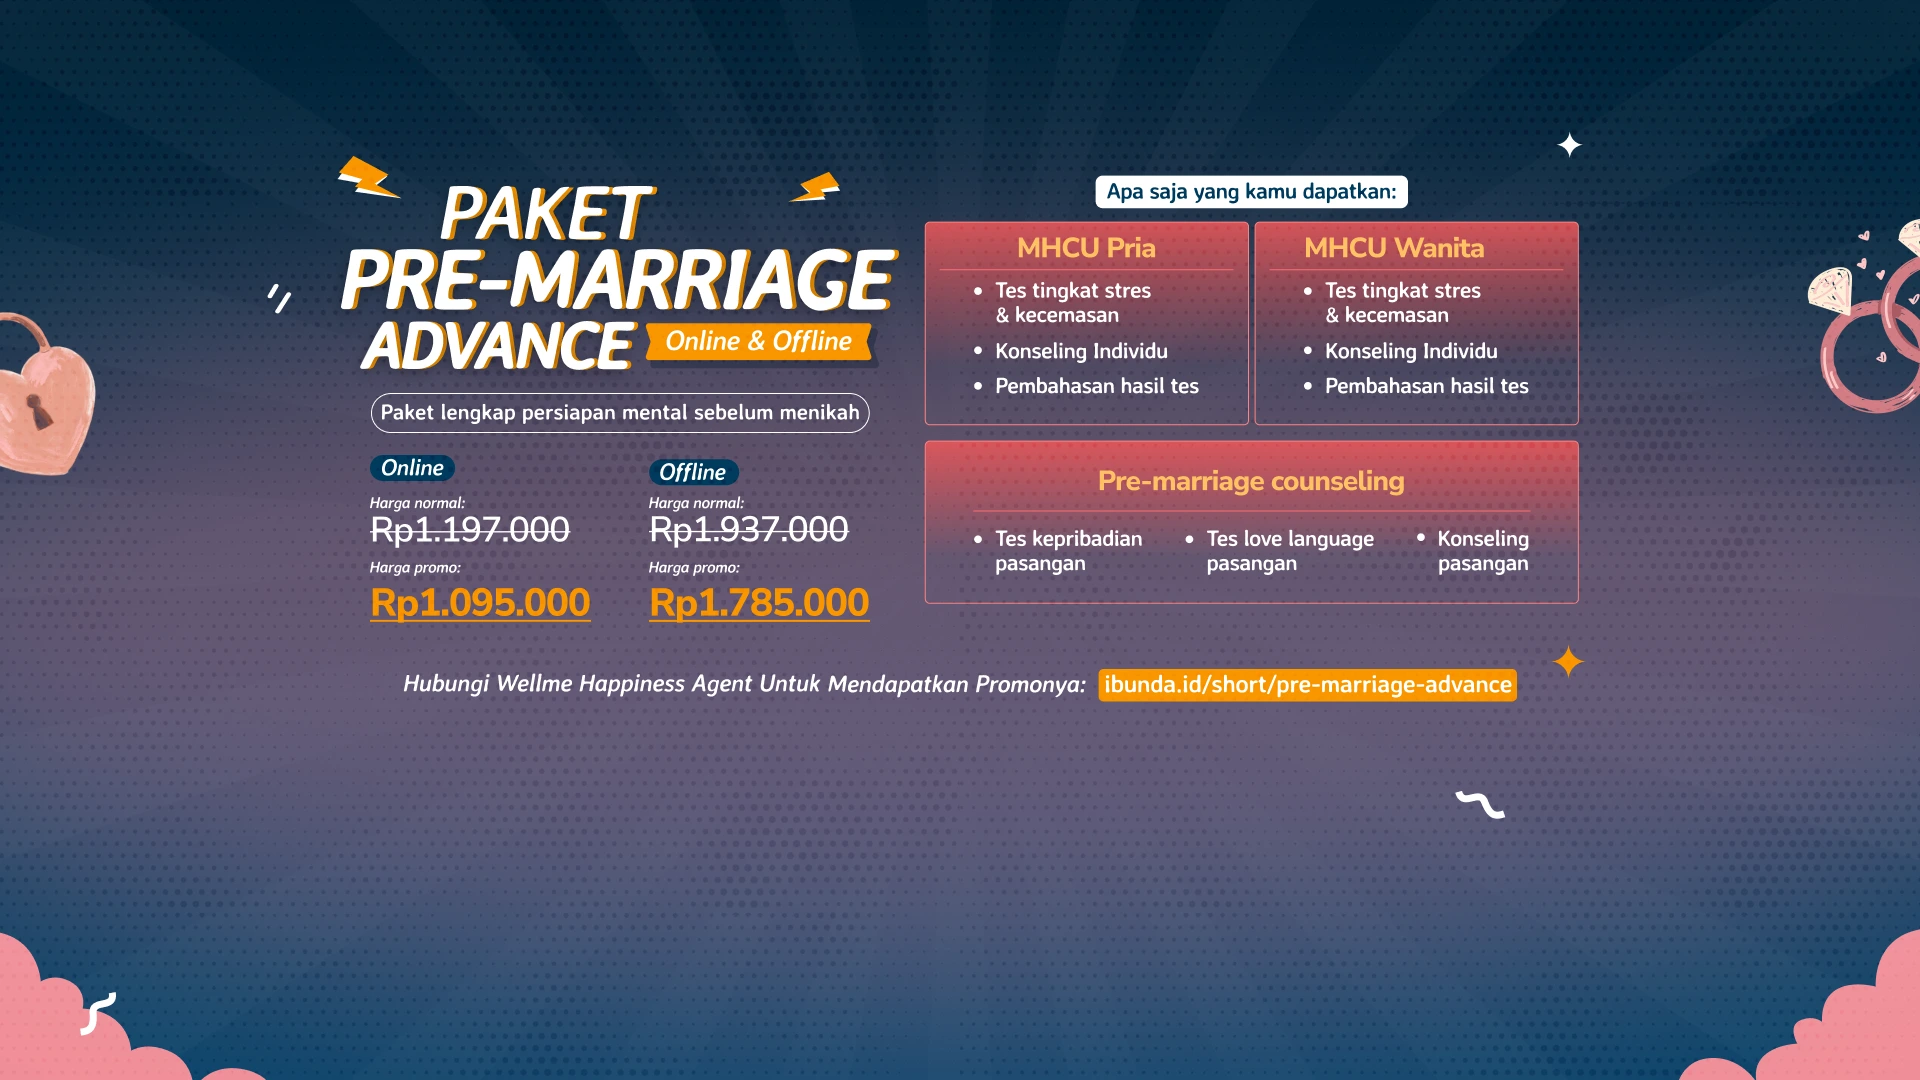 PAKET
PRE-MARRIAGE
ADVANCE
Online & Offline
Paket lengkap persiapan mental sebelum menikah
Online
Harga normal:
Rp1.197.000
Harga promo:
Rp1.095.000
Offline
Harga normal:
Rp1.937.000
Harga promo:
Rp1.785.000
Apa saja yang kamu dapatkan:
MHCU Pria
• Tes tingkat stres
& kecemasan
• Konseling Individu
• Pembahasan hasil tes
MHCU Wanita
• Tes tingkat stres
& kecemasan
• Konseling Individu
• Pembahasan hasil tes
Pre-marriage counseling
• Tes kepribadian
pasangan
• Tes love language
pasangan
• Konseling
pasangan
Hubungi Wellme Happiness Agent Untuk Mendapatkan Promonya: ibunda.id/short/pre-marriage-advance